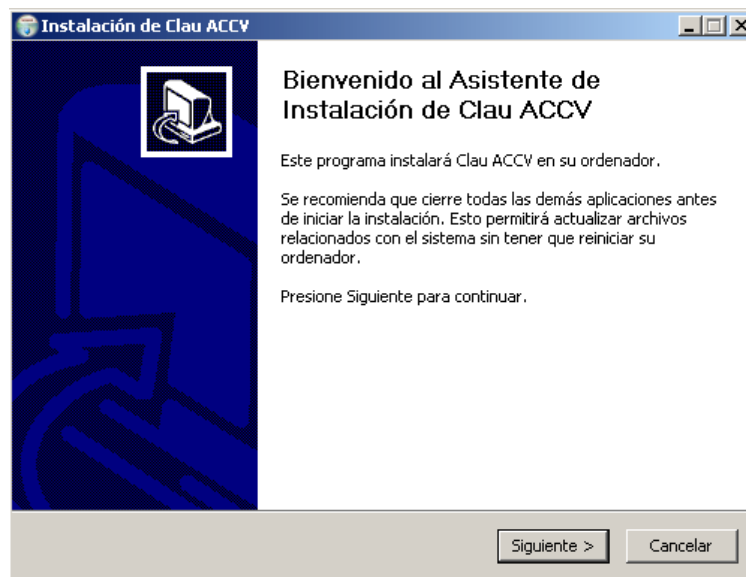 Instalación de Clau ACCV
Bienvenido al Asistente de
Instalación de Clau ACCV
Este programa instalará Clau ACCV en su ordenador.
Se recomienda que cierre todas las demás aplicaciones antes
de iniciar la instalación. Esto permitirá actualizar archivos
relacionados con el sistema sin tener que reiniciar su
ordenador.
Presione Siguiente para continuar.
Siguiente >
Cancelar